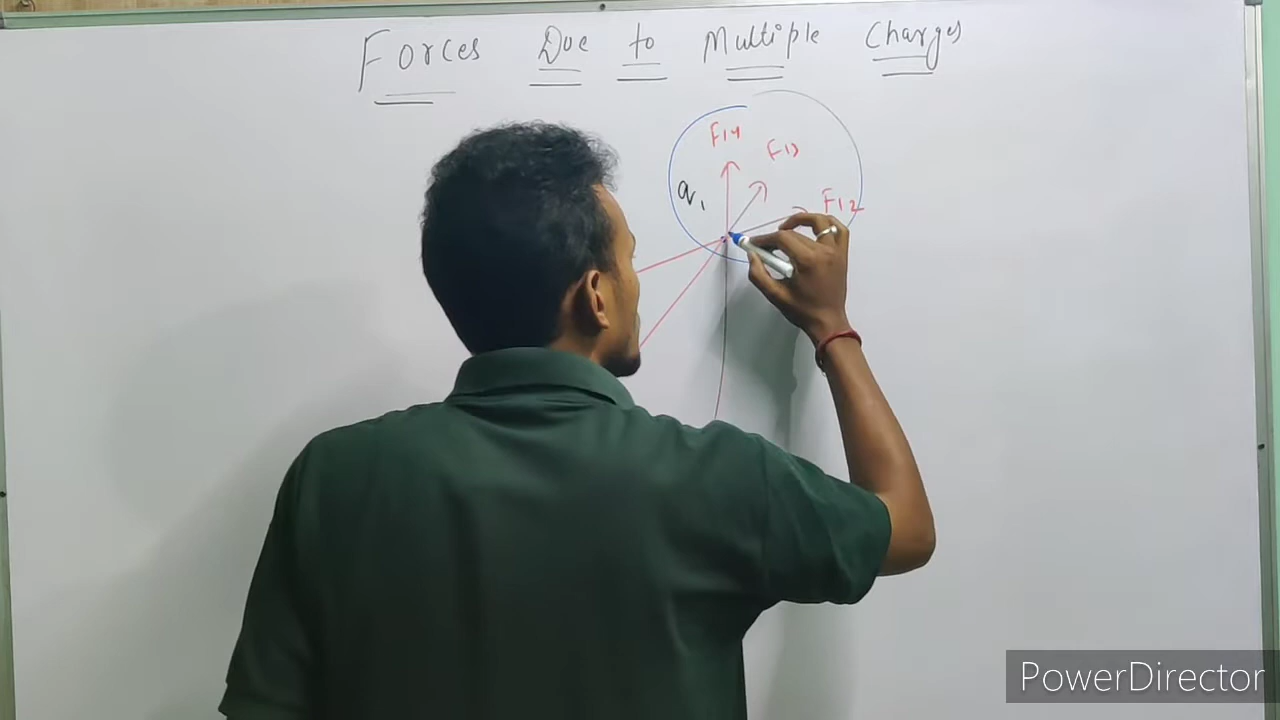 Forces Due to Multiple Charges
F14
F13
q1
F12
PowerDirector